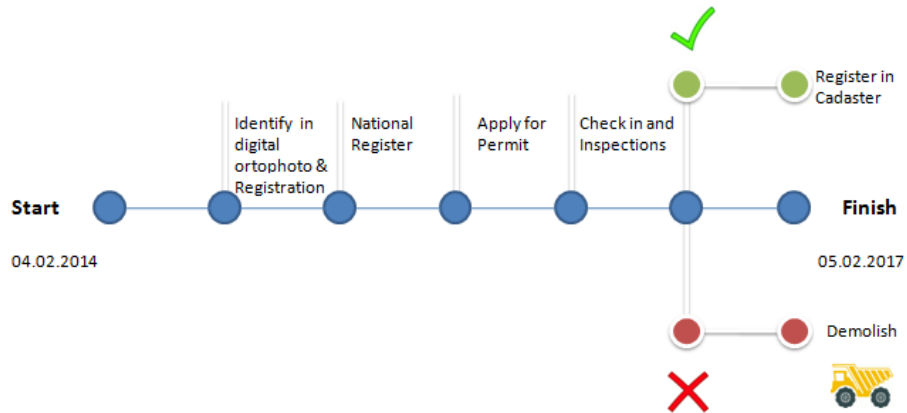 Register in
Cadaster
Identify in
digital
ortophoto &
Registration
National
Register
Apply for
Permit
Check in and
Inspections
Start
Finish
04.02.2014
05.02.2017
Demolish